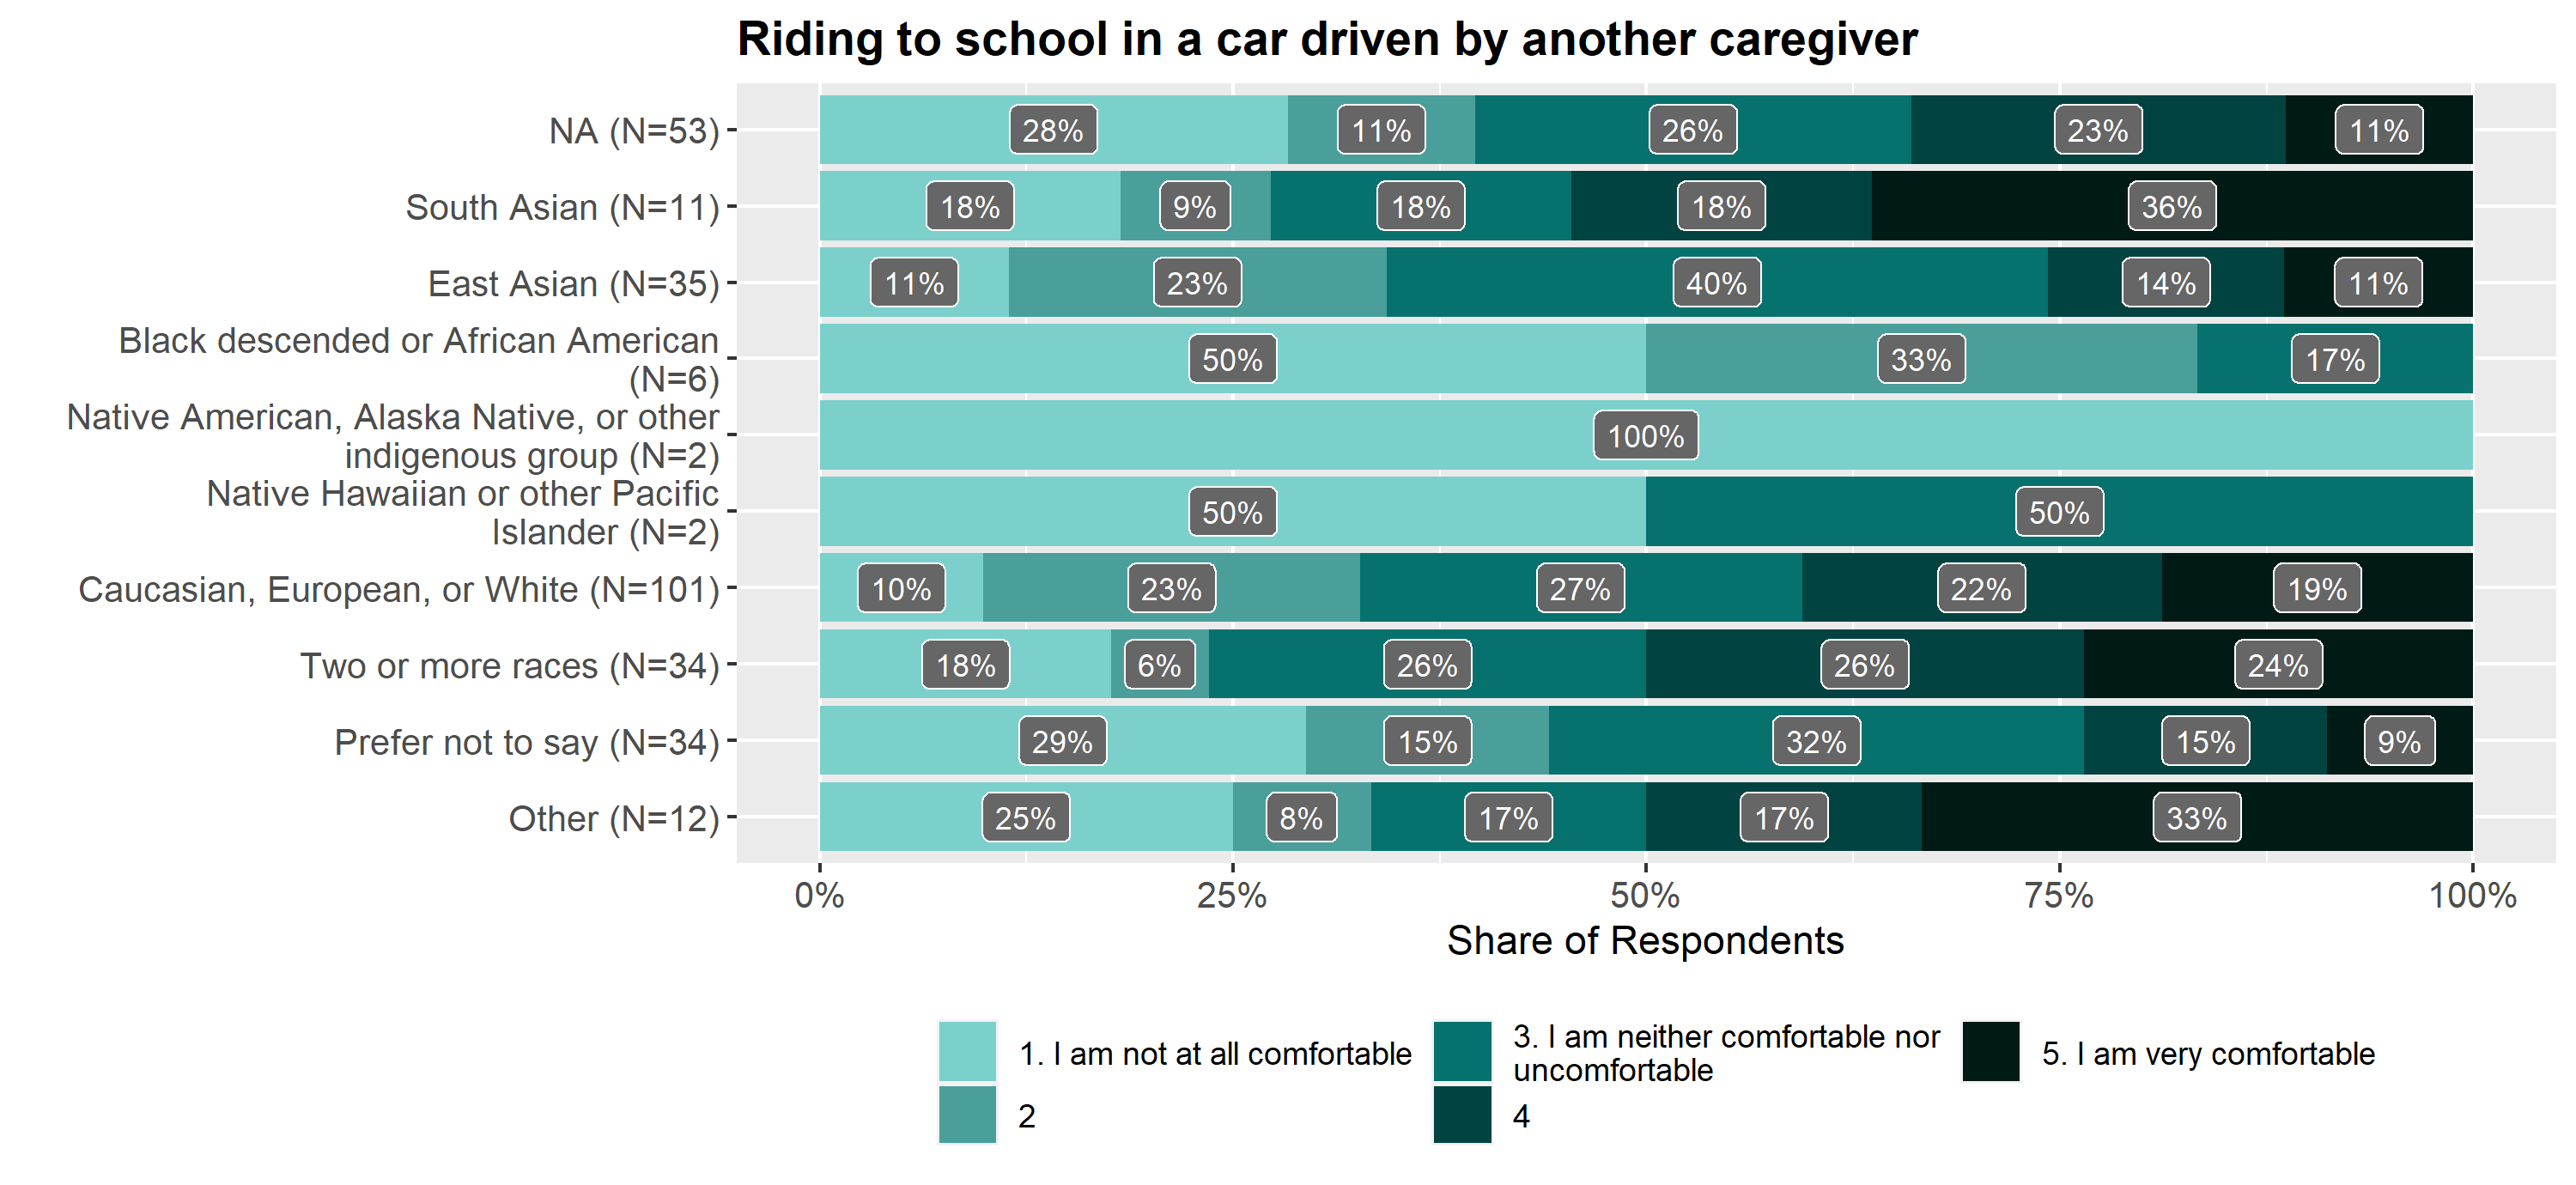 Riding to school in a car driven by another caregiver
NA (N=53)
28%
11%
26%
23%
11%
South Asian (N=11)
18%
9%
18%
18%
36%
East Asian (N=35)
11%
23%
40%
14%
11%
Black descended or African American
(N=6)
50%
33%
17%
Native American, Alaska Native, or other
indigenous group (N=2)
100%
Native Hawaiian or other Pacific
Islander (N=2)
50%
50%
Caucasian, European, or White (N=101)
10%
23%
27%
22%
19%
Two or more races (N=34)
18%
6%
26%
26%
24%
Prefer not to say (N=34)
29%
15%
32%
15%
9%
Other (N=12)
25%
8%
17%
17%
33%
0%
25%
50%
75%
100%
Share of Respondents
1. I am not at all comfortable
2
3. I am neither comfortable nor
uncomfortable
4
5. I am very comfortable